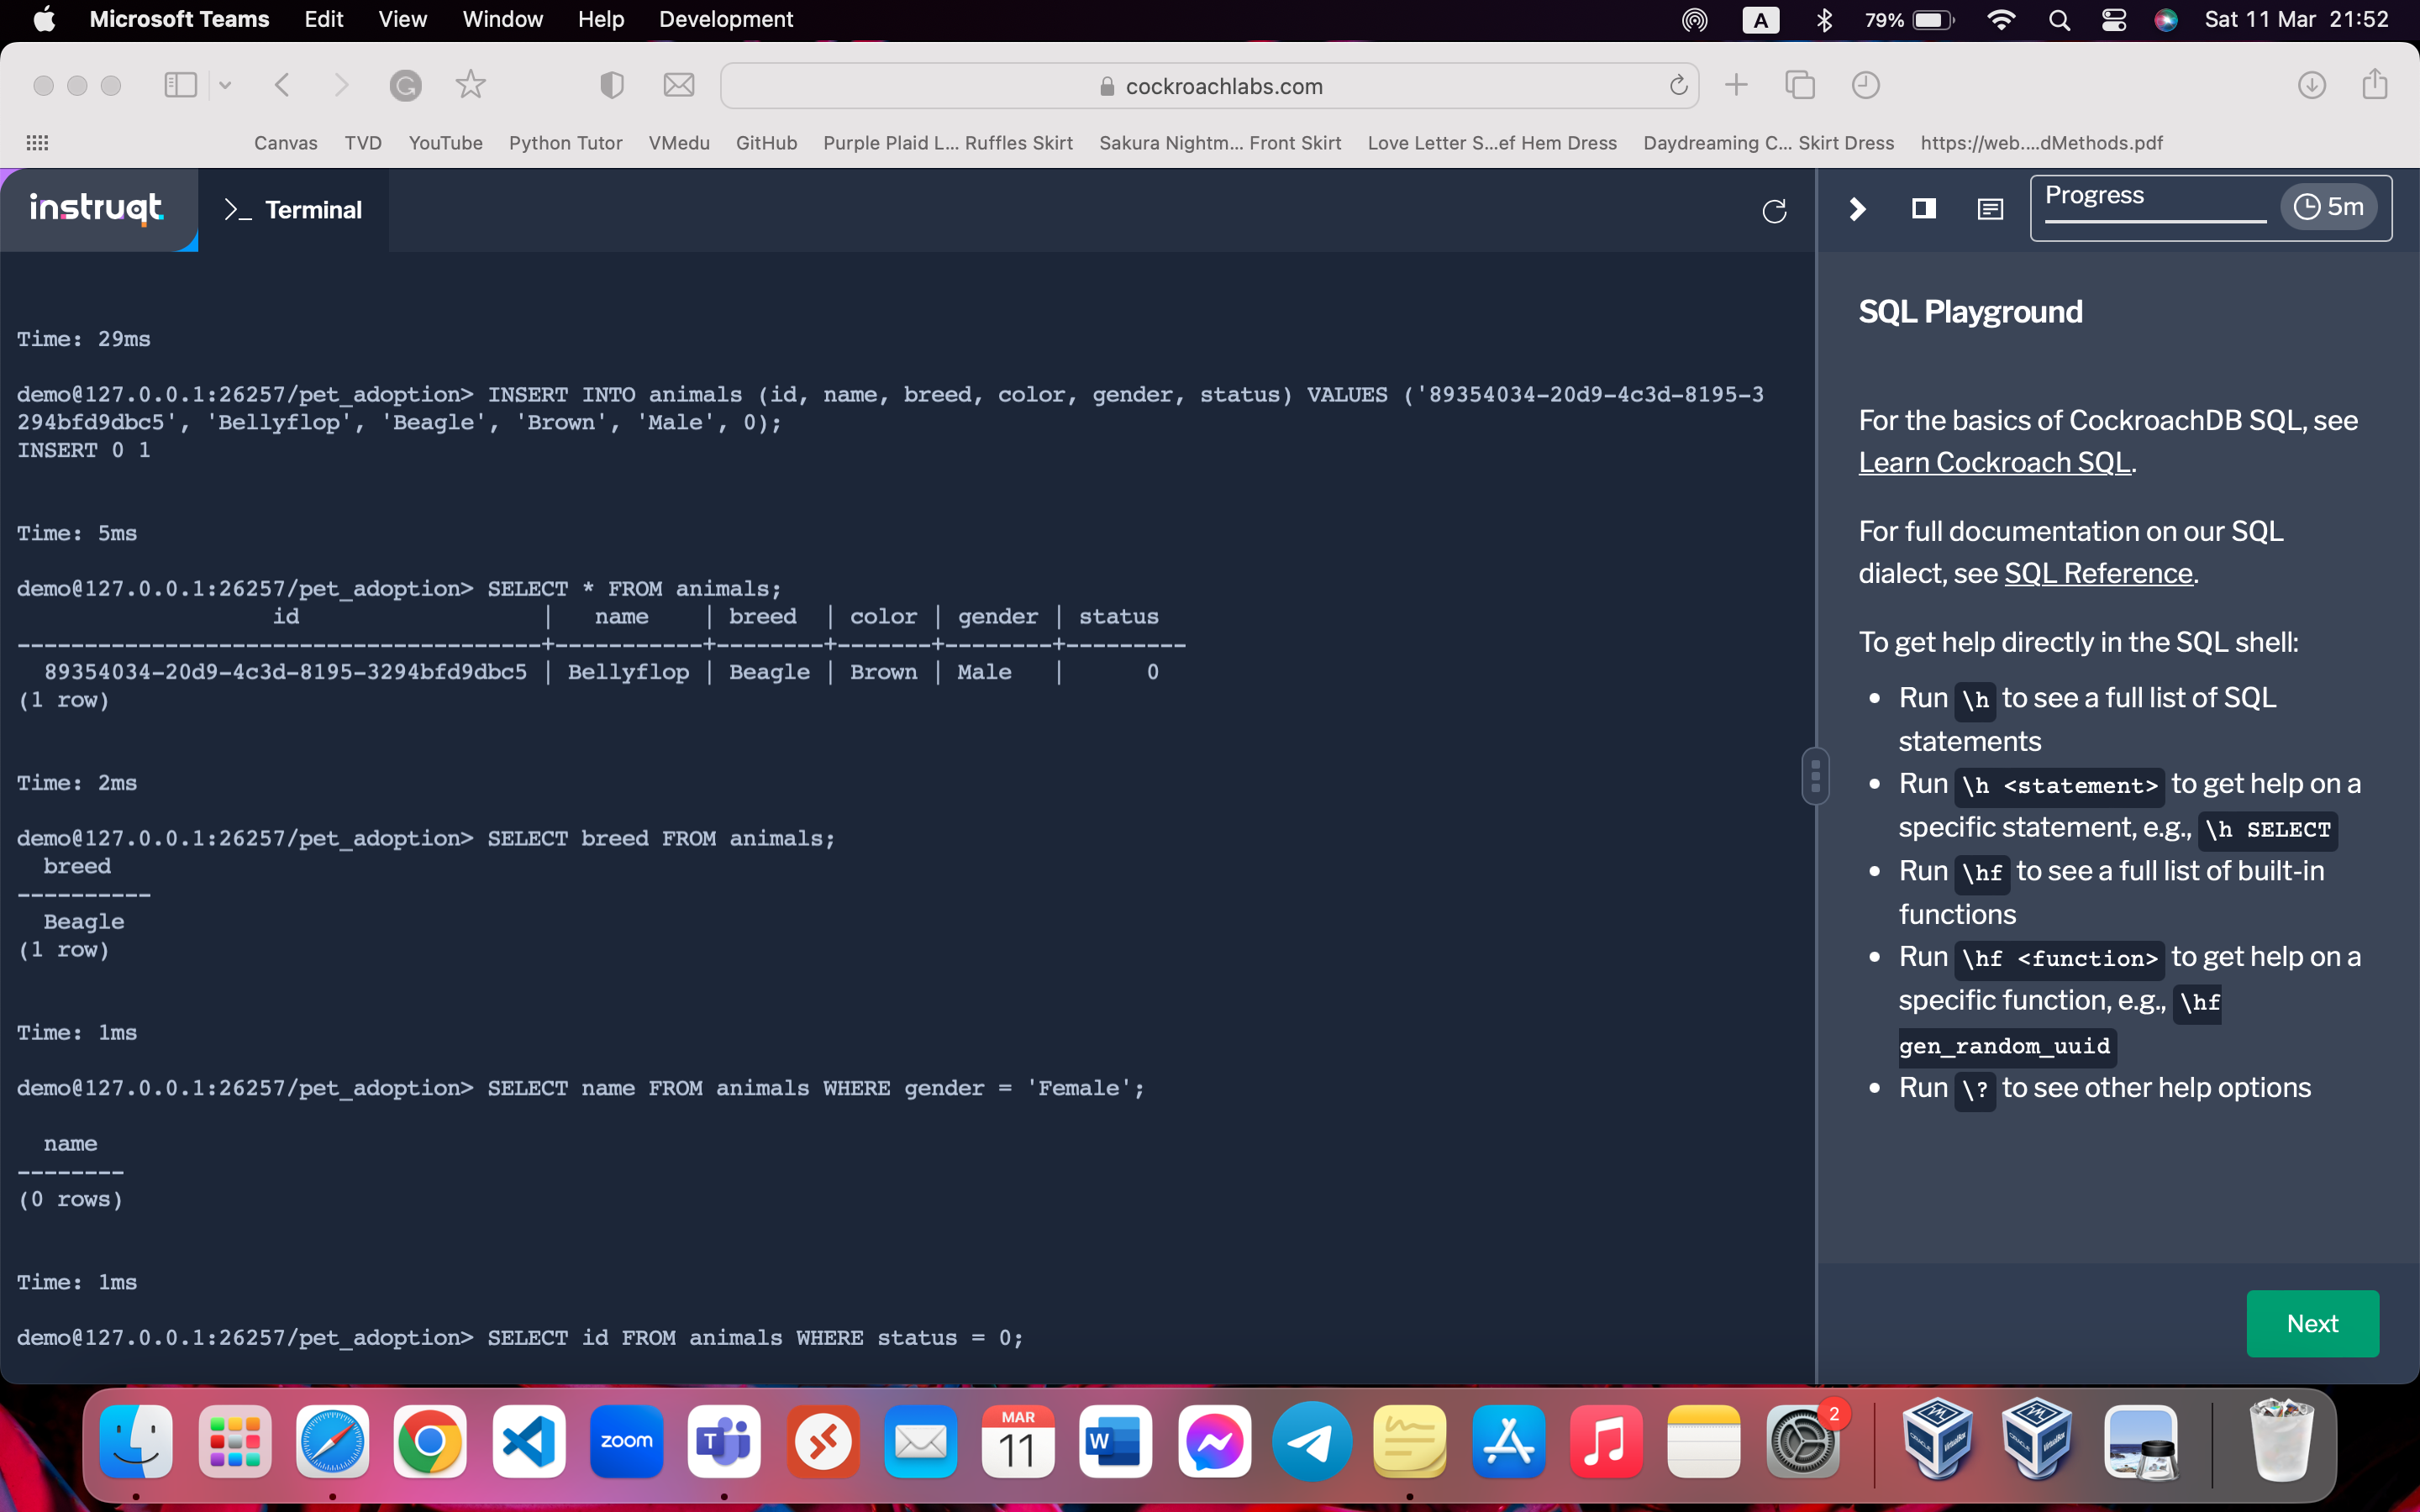 Microsoft Teams Edit View Window Help Development A 79% Sat 11 Mar 21:52
cockroachlabs.com
Canvas TVD YouTube Python Tutor VMedu GitHub Purple Plaid L... Ruffles Skirt Sakura Nightm... Front Skirt Love Letter S...ef Hem Dress Daydreaming C... Skirt Dress https://web....dMethods.pdf
instruqt >_ Terminal
Progress 5m
Time: 29ms
demo@127.0.0.1:26257/pet_adoption> INSERT INTO animals (id, name, breed, color, gender, status) VALUES ('89354034-20d9-4c3d-8195-3
294bfd9dbc5', 'Bellyflop', 'Beagle', 'Brown', 'Male', 0);
INSERT 0 1
Time: 5ms
demo@127.0.0.1:26257/pet_adoption> SELECT * FROM animals;
id | name | breed | color | gender | status
---------------------------------------+-----------+--------+-------+--------+---------
89354034-20d9-4c3d-8195-3294bfd9dbc5 | Bellyflop | Beagle | Brown | Male | 0
(1 row)
Time: 2ms
demo@127.0.0.1:26257/pet_adoption> SELECT breed FROM animals;
breed
----------
Beagle
(1 row)
Time: 1ms
demo@127.0.0.1:26257/pet_adoption> SELECT name FROM animals WHERE gender = 'Female';
name
--------
(0 rows)
Time: 1ms
demo@127.0.0.1:26257/pet_adoption> SELECT id FROM animals WHERE status = 0;
SQL Playground
For the basics of CockroachDB SQL, see
Learn Cockroach SQL.
For full documentation on our SQL
dialect, see SQL Reference.
To get help directly in the SQL shell:
• Run \h to see a full list of SQL
statements
• Run \h <statement> to get help on a
specific statement, e.g., \h SELECT
• Run \hf to see a full list of built-in
functions
• Run \hf <function> to get help on a
specific function, e.g., \hf
gen_random_uuid
• Run \? to see other help options
Next
zoom T MAR 11 W 2